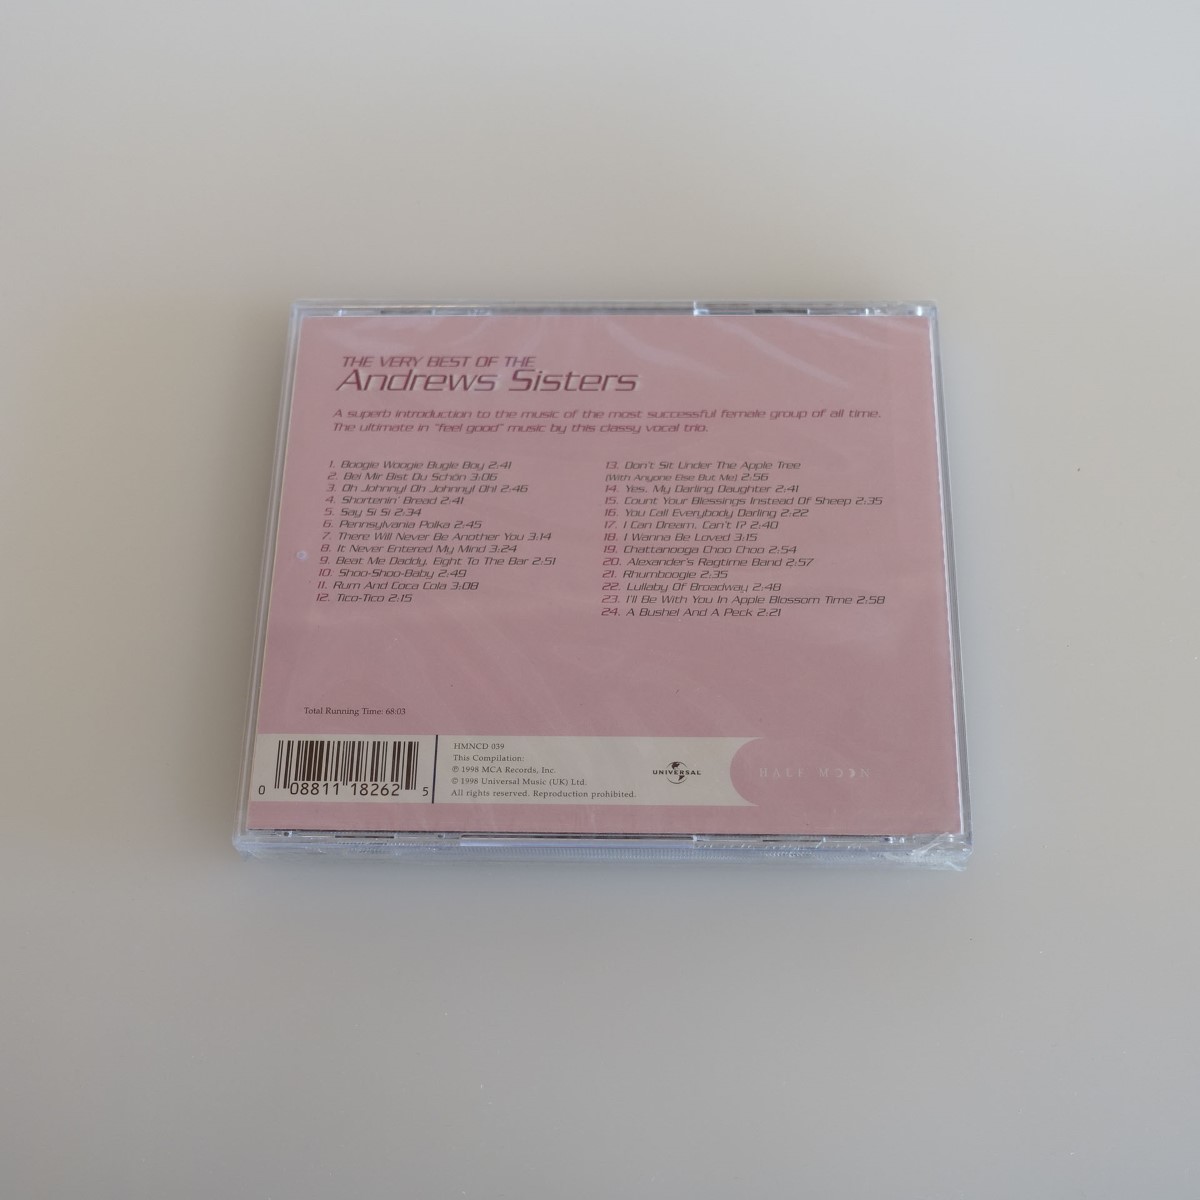 THE VERY BEST OF THE
Andrews Sisters
A superb introduction to the music of the most successful female group of all time.
The ultimate in "feel good" music by this classy vocal trio.
1. Boogie Woogie Bugle Boy 2:41
2. Bei Mir Bist Du Schön 3:06
3. Oh Johnny! Oh Johnny! Oh! 2:46
4. Shortenin' Bread 2:41
5. Say Si Si 2:34
6. Pennsylvania Polka 2:45
7. There Will Never Be Another You 3:14
8. It Never Entered My Mind 3:24
9. Beat Me Daddy, Eight To The Bar 2:51
10. Shoo-Shoo-Baby 2:49
11. Rum And Coca Cola 3:08
12. Tico-Tico 2:15
13. Don't Sit Under The Apple Tree
(With Anyone Else But Me) 2:56
14. Yes, My Darling Daughter 2:41
15. Count Your Blessings Instead Of Sheep 2:35
16. You Call Everybody Darling 2:22
17. I Can Dream, Can't I? 2:40
18. I Wanna Be Loved 3:15
19. Chattanooga Choo Choo 2:54
20. Alexander's Ragtime Band 2:57
21. Rhumboogie 2:35
22. Lullaby Of Broadway 2:48
23. I'll Be With You In Apple Blossom Time 2:58
24. A Bushel And A Peck 2:21
Total Running Time: 68:03
0 08811 18262 5
HMNCD 039
This Compilation:
℗ 1998 MCA Records, Inc.
© 1998 Universal Music (UK) Ltd.
All rights reserved. Reproduction prohibited.
UNIVERSAL
HALF MOON